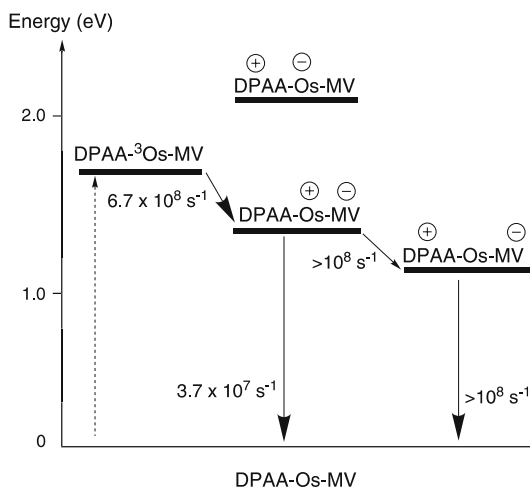 Energy (eV)
⊕ ⊖
DPAA-Os-MV
2.0
DPAA-³Os-MV
6.7 x 10⁸ s⁻¹
⊕ ⊖
DPAA-Os-MV
⊕ ⊖
>10⁸ s⁻¹
DPAA-Os-MV
1.0
3.7 x 10⁷ s⁻¹
>10⁸ s⁻¹
0
DPAA-Os-MV